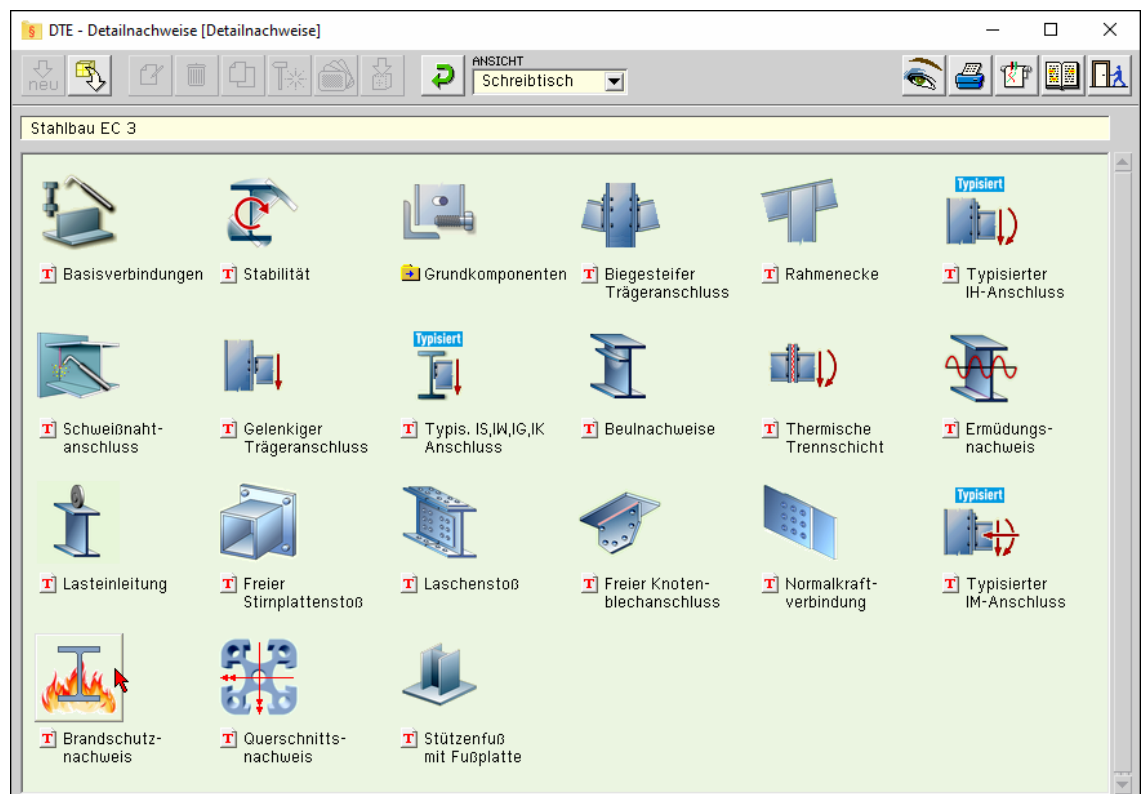 DTE - Detailnachweise [Detailnachweise]
neu
ANSICHT
Schreibtisch
Stahlbau EC 3
Typisiert
T Basisverbindungen
T Stabilität
Grundkomponenten
T Biegesteifer
Trägeranschluss
T Rahmenecke
T Typisierter
IH-Anschluss
Typisiert
T Schweißnaht-
anschluss
T Gelenkiger
Trägeranschluss
T Typis. IS,IW,IG,IK
Anschluss
T Beulnachweise
T Thermische
Trennschicht
T Ermüdungs-
nachweis
Typisiert
T Lasteinleitung
T Freier
Stirnplattenstoß
T Laschenstoß
T Freier Knoten-
blechanschluss
T Normalkraft-
verbindung
T Typisierter
IM-Anschluss
T Brandschutz-
nachweis
T Querschnitts-
nachweis
T Stützenfuß
mit Fußplatte